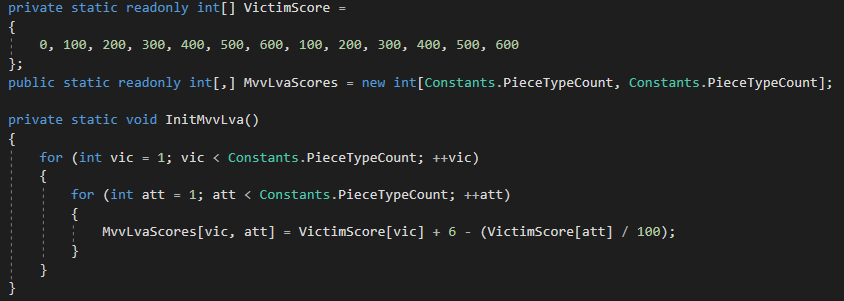 private static readonly int[] VictimScore =
{
    0, 100, 200, 300, 400, 500, 600, 100, 200, 300, 400, 500, 600
};
public static readonly int[,] MvvLvaScores = new int[Constants.PieceTypeCount, Constants.PieceTypeCount];

private static void InitMvvLva()
{
    for (int vic = 1; vic < Constants.PieceTypeCount; ++vic)
    {
        for (int att = 1; att < Constants.PieceTypeCount; ++att)
        {
            MvvLvaScores[vic, att] = VictimScore[vic] + 6 - (VictimScore[att] / 100);
        }
    }
}